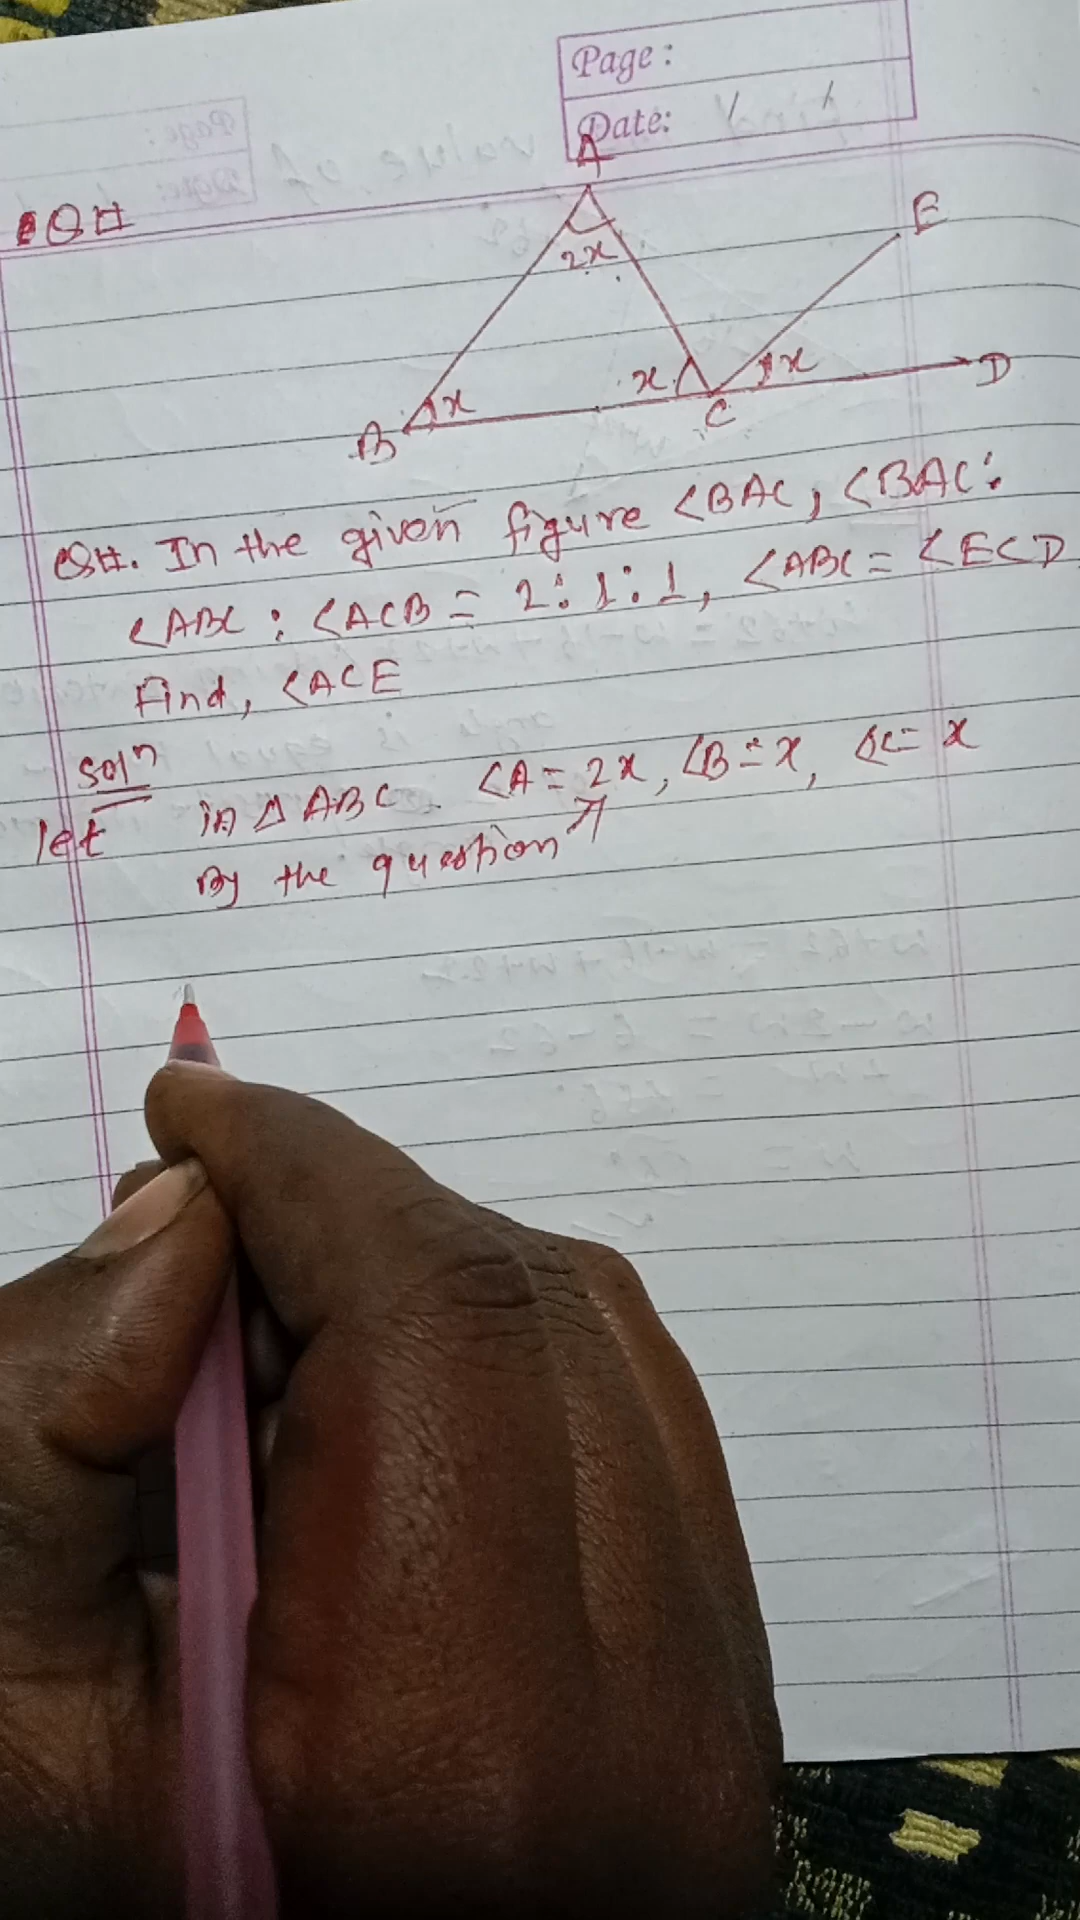 Page:
Date:
Q#
A
E
2x
x
x
x
D
B
C
Q#. In the given figure <BAC, <BAC:
<ABC : <ACB = 2:1:1, <ABC = <ECD
Find, <ACE
Solⁿ
let in △ ABC. <A = 2x, <B = x, <C = x
By the question